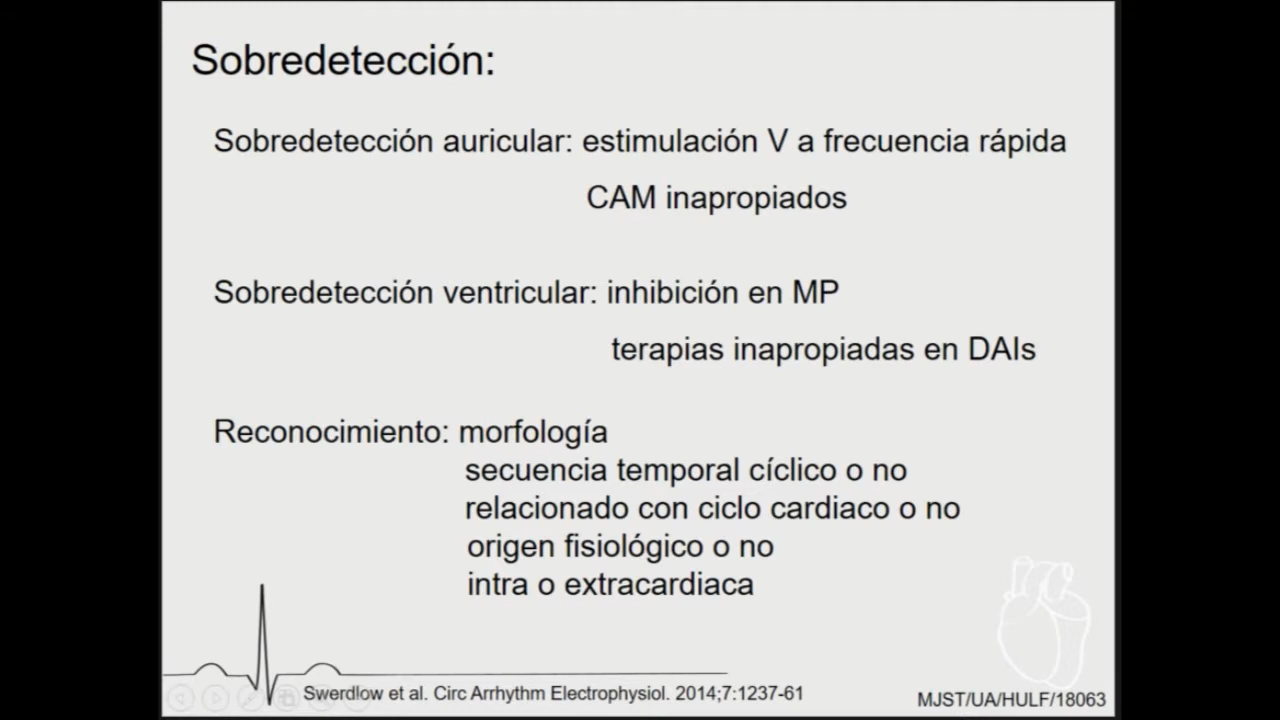 Sobredetección:
Sobredetección auricular: estimulación V a frecuencia rápida
CAM inapropiados
Sobredetección ventricular: inhibición en MP
terapias inapropiadas en DAIs
Reconocimiento: morfología
secuencia temporal cíclico o no
relacionado con ciclo cardiaco o no
origen fisiológico o no
intra o extracardiaca
Swerdlow et al. Circ Arrhythm Electrophysiol. 2014;7:1237-61
MJST/UA/HULF/18063